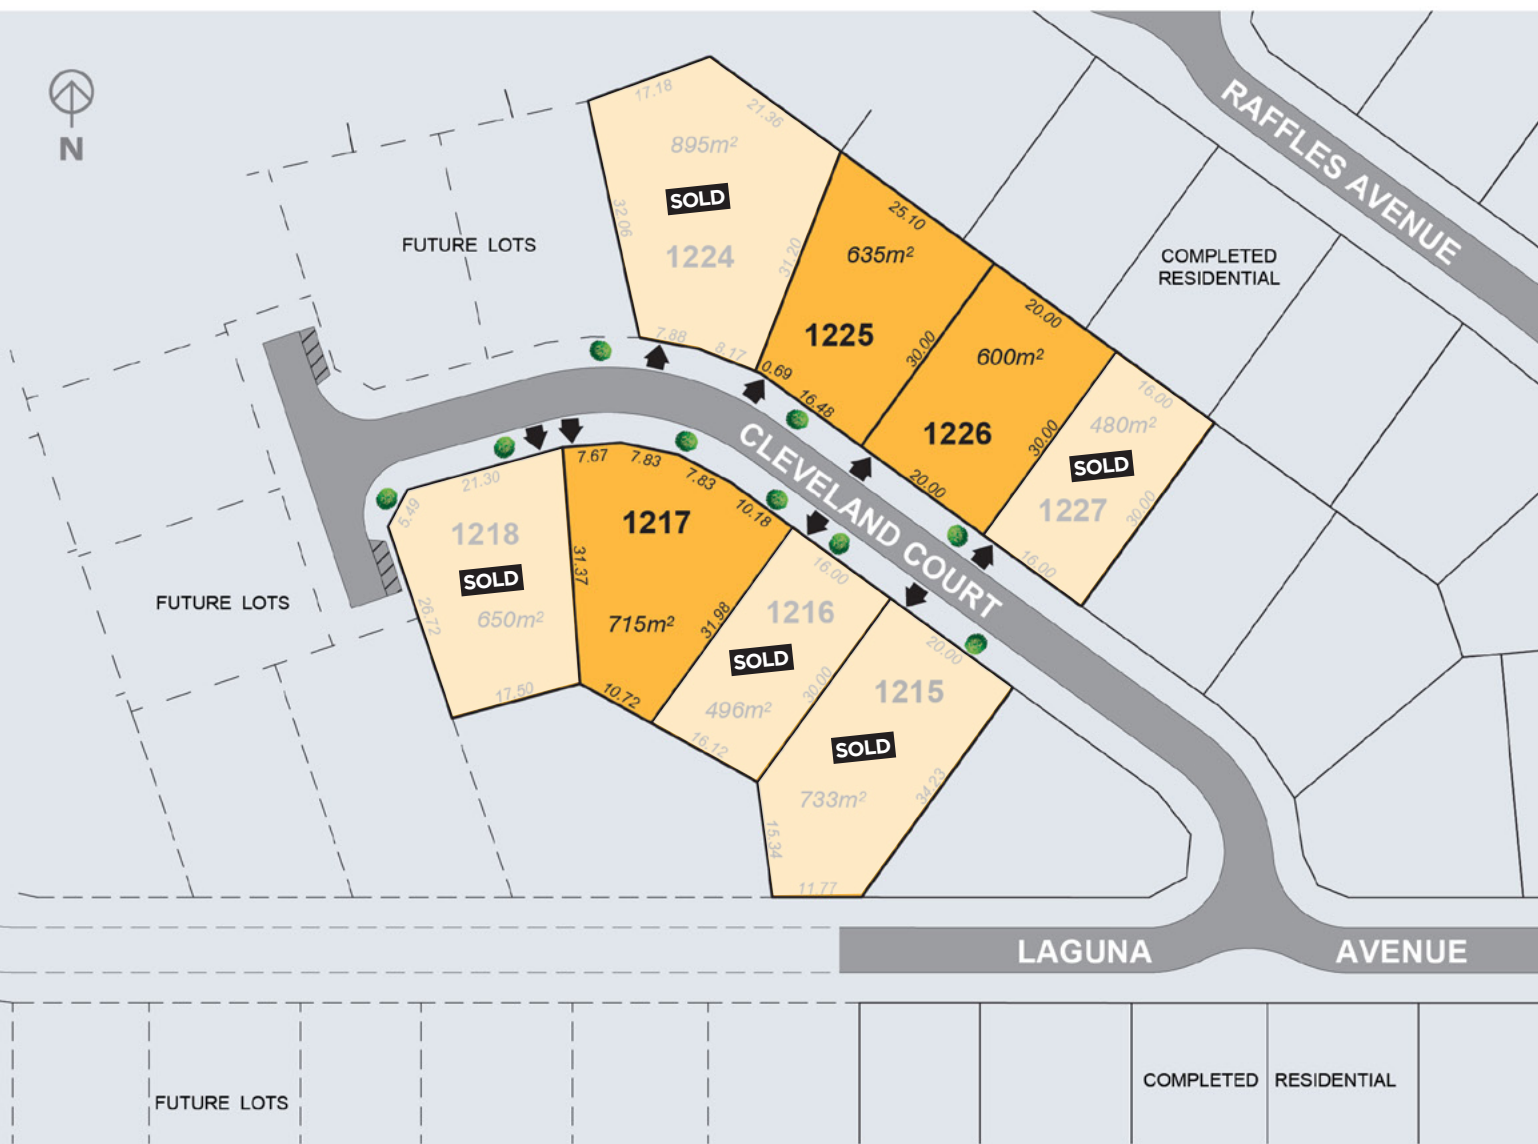 N
RAFFLES AVENUE
17.18
21.36
895m²
SOLD
1224
32.06
31.20
7.88
8.17
FUTURE LOTS
25.10
635m²
1225
30.00
0.69
16.48
20.00
600m²
1226
30.00
20.00
COMPLETED
RESIDENTIAL
16.00
480m²
SOLD
1227
30.00
16.00
CLEVELAND COURT
21.30
5.49
1218
SOLD
650m²
26.72
17.50
7.67
7.83
7.83
10.18
1217
31.37
715m²
31.98
10.72
16.00
1216
SOLD
496m²
30.00
16.12
20.00
1215
SOLD
733m²
34.23
15.34
11.77
FUTURE LOTS
LAGUNA AVENUE
FUTURE LOTS
COMPLETED RESIDENTIAL